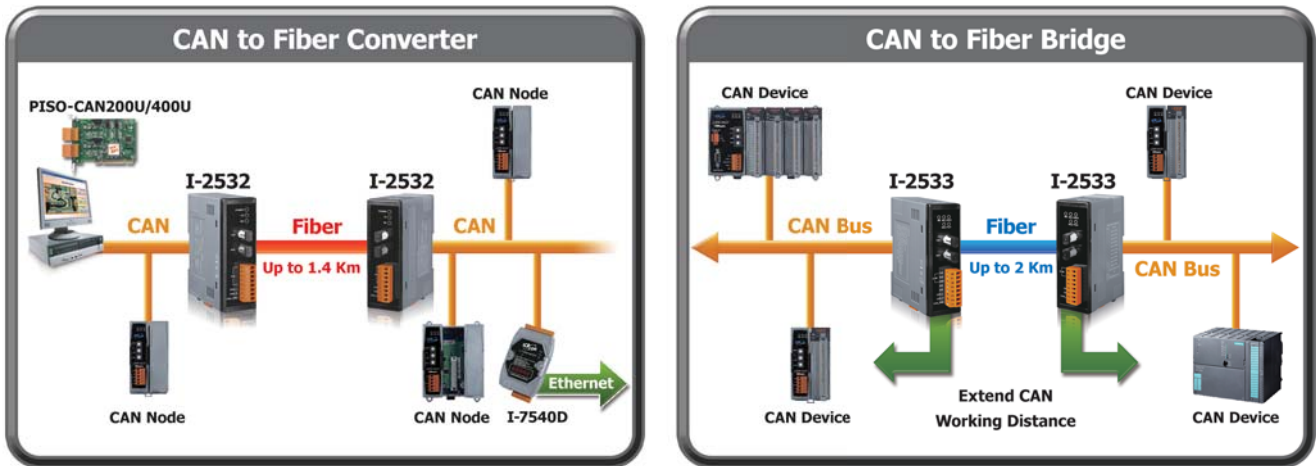 CAN to Fiber Converter
PISO-CAN200U/400U
CAN Node
I-2532
I-2532
CAN
Fiber
CAN
Up to 1.4 Km
Ethernet
CAN Node
CAN Node
I-7540D
CAN to Fiber Bridge
CAN Device
CAN Device
I-2533
I-2533
CAN Bus
Fiber
Up to 2 Km
CAN Bus
Extend CAN
Working Distance
CAN Device
CAN Device